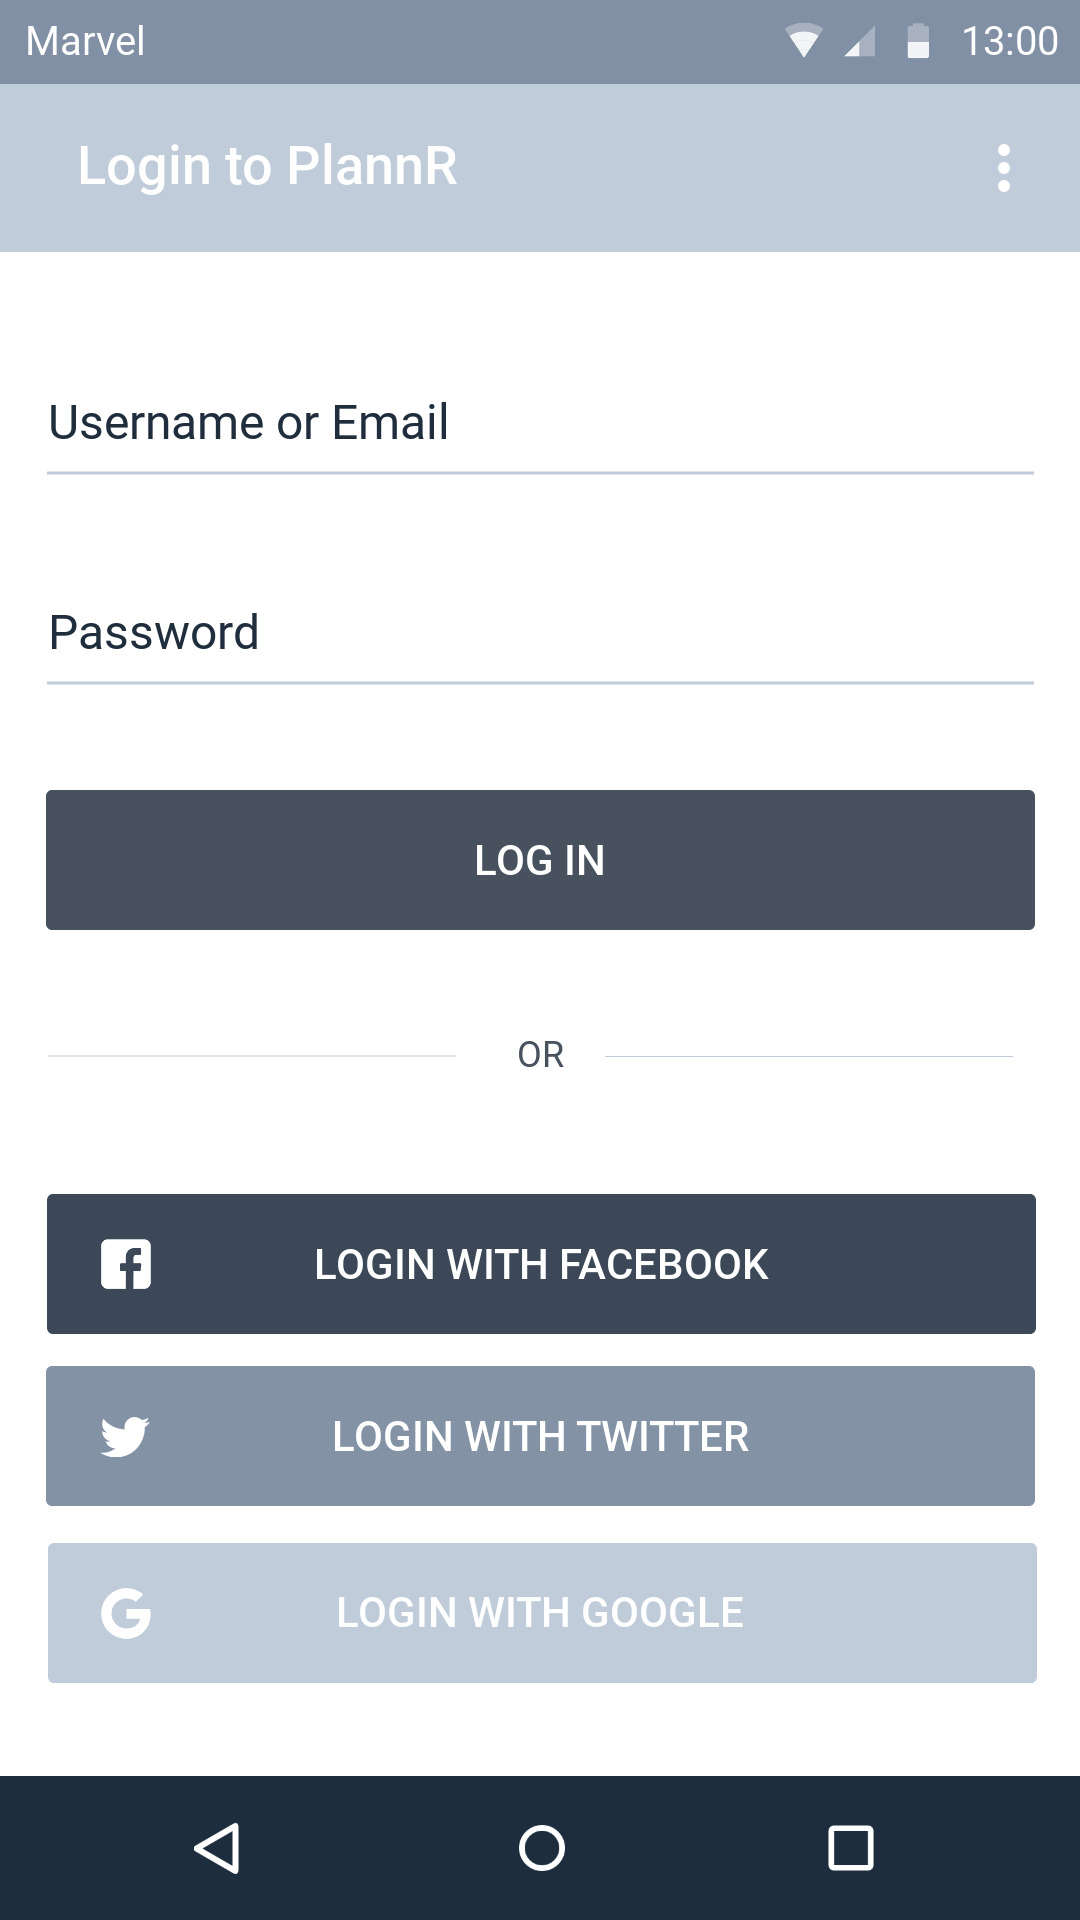 Marvel 13:00
Login to PlannR
Username or Email
Password
LOG IN
OR
LOGIN WITH FACEBOOK
LOGIN WITH TWITTER
LOGIN WITH GOOGLE